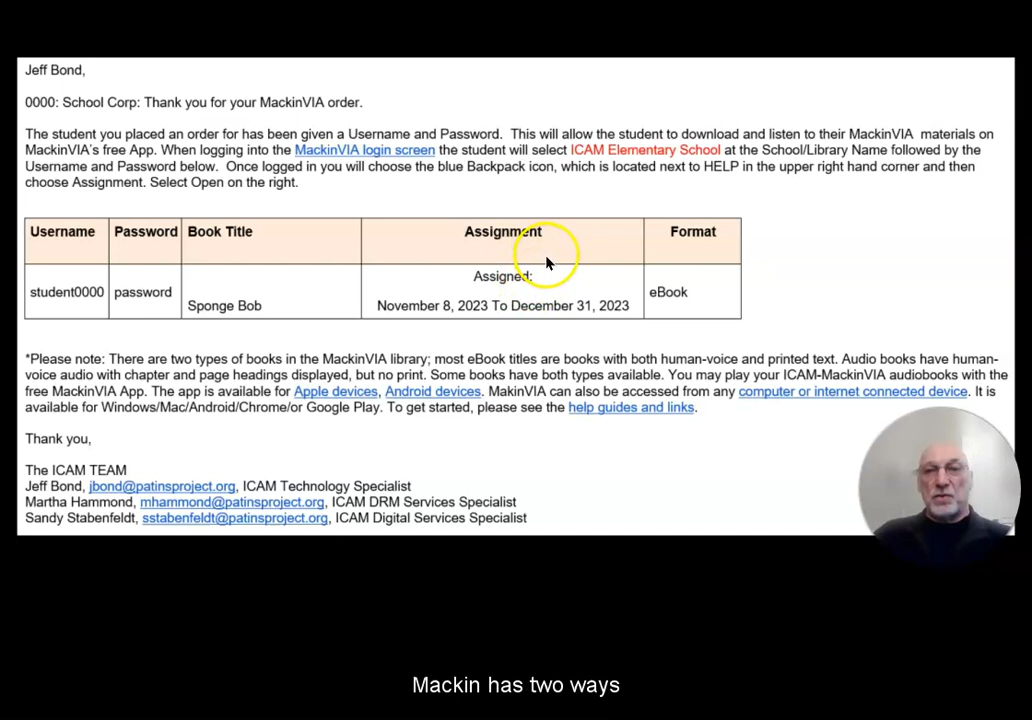 Jeff Bond,
0000: School Corp: Thank you for your MackinVIA order.
The student you placed an order for has been given a Username and Password.  This will allow the student to download and listen to their MackinVIA  materials on
MackinVIA's free App. When logging into the MackinVIA login screen the student will select ICAM Elementary School at the School/Library Name followed by the
Username and Password below.  Once logged in you will choose the blue Backpack icon, which is located next to HELP in the upper right hand corner and then
choose Assignment. Select Open on the right.
Username Password Book Title Assignment Format
Assigned:
student0000 password Sponge Bob November 8, 2023 To December 31, 2023 eBook
*Please note: There are two types of books in the MackinVIA library; most eBook titles are books with both human-voice and printed text. Audio books have human-
voice audio with chapter and page headings displayed, but no print. Some books have both types available. You may play your ICAM-MackinVIA audiobooks with the
free MackinVIA App. The app is available for Apple devices, Android devices. MakinVIA can also be accessed from any computer or internet connected device. It is
available for Windows/Mac/Android/Chrome/or Google Play. To get started, please see the help guides and links.
Thank you,
The ICAM TEAM
Jeff Bond, jbond@patinsproject.org, ICAM Technology Specialist
Martha Hammond, mhammond@patinsproject.org, ICAM DRM Services Specialist
Sandy Stabenfeldt, sstabenfeldt@patinsproject.org, ICAM Digital Services Specialist
Mackin has two ways